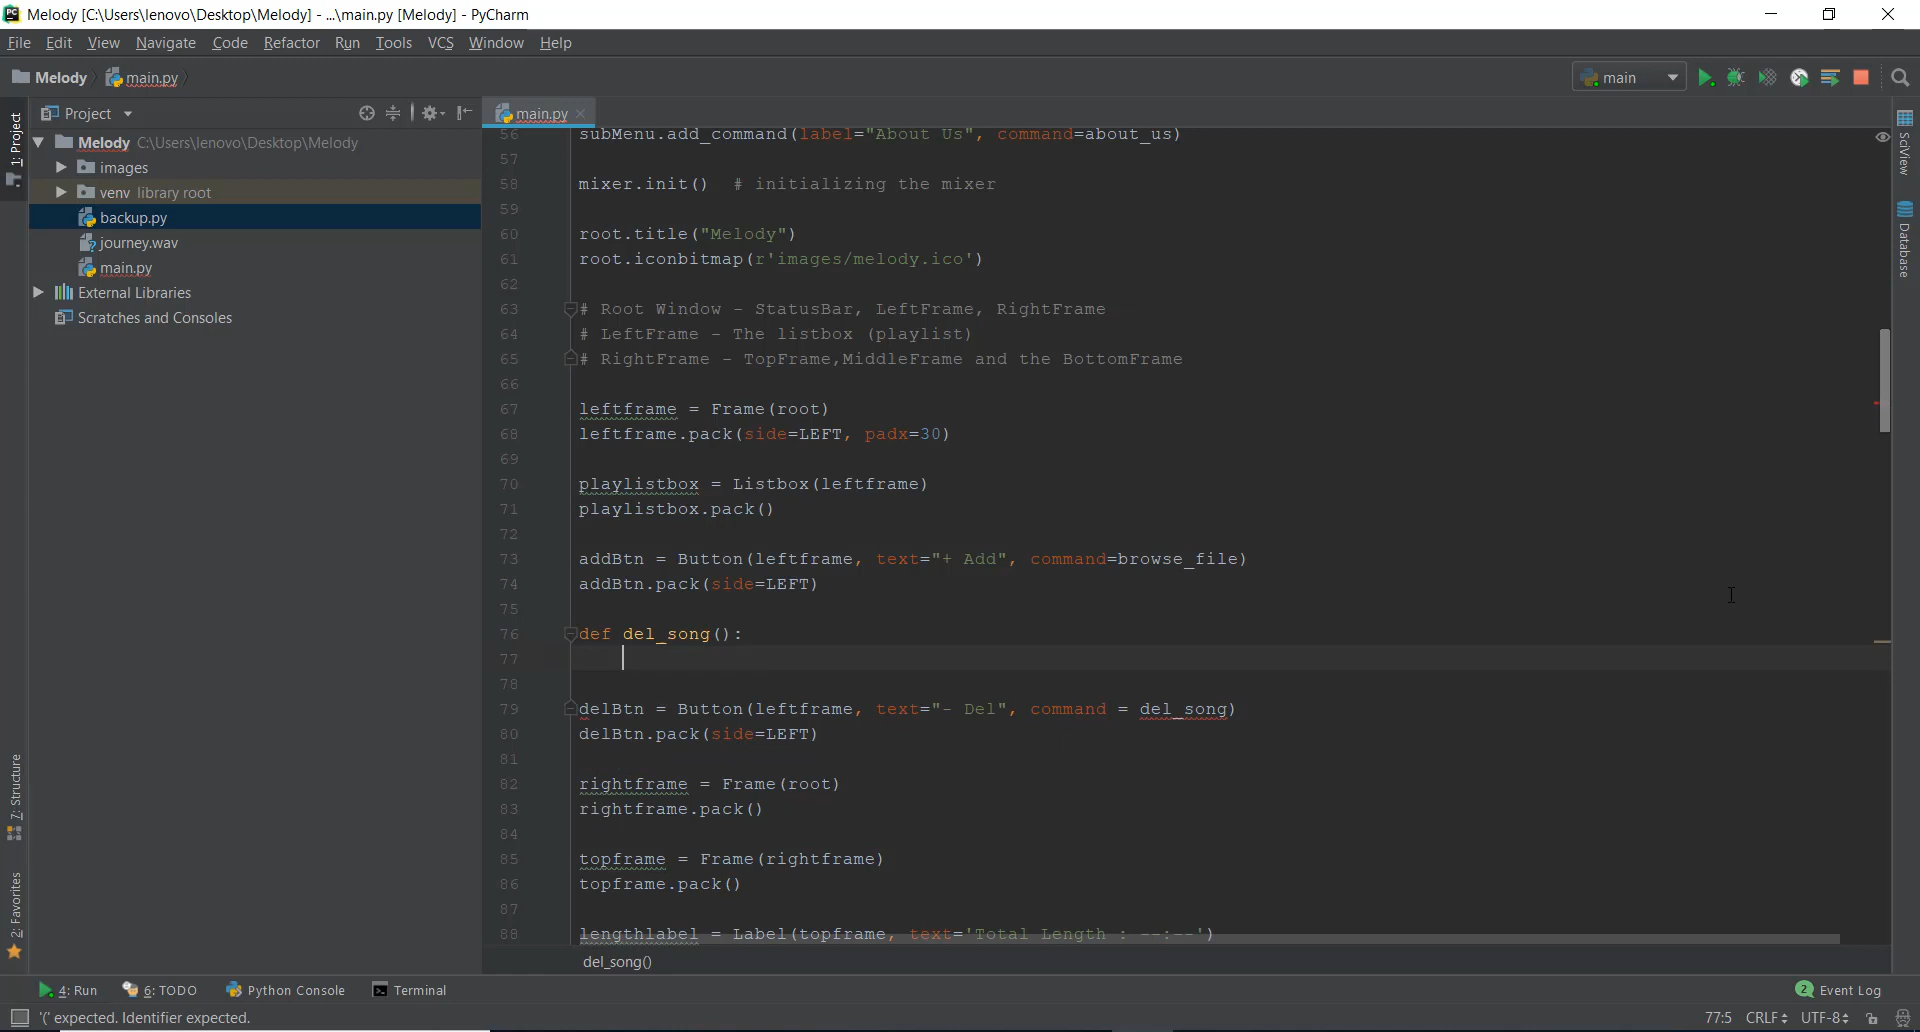 Melody [C:\Users\lenovo\Desktop\Melody] - ...\main.py [Melody] - PyCharm
File Edit View Navigate Code Refactor Run Tools VCS Window Help
Melody main.py main
Project main.py
1: Project
Melody C:\Users\lenovo\Desktop\Melody
images
venv library root
backup.py
journey.wav
main.py
External Libraries
Scratches and Consoles
7: Structure
2: Favorites
56 subMenu.add_command(label="About Us", command=about_us)
57
58 mixer.init() # initializing the mixer
59
60 root.title("Melody")
61 root.iconbitmap(r'images/melody.ico')
62
63 # Root Window - StatusBar, LeftFrame, RightFrame
64 # LeftFrame - The listbox (playlist)
65 # RightFrame - TopFrame,MiddleFrame and the BottomFrame
66
67 leftframe = Frame(root)
68 leftframe.pack(side=LEFT, padx=30)
69
70 playlistbox = Listbox(leftframe)
71 playlistbox.pack()
72
73 addBtn = Button(leftframe, text="+ Add", command=browse_file)
74 addBtn.pack(side=LEFT)
75
76 def del_song():
77
78
79 delBtn = Button(leftframe, text="- Del", command = del_song)
80 delBtn.pack(side=LEFT)
81
82 rightframe = Frame(root)
83 rightframe.pack()
84
85 topframe = Frame(rightframe)
86 topframe.pack()
87
88 lengthlabel = Label(topframe, text='Total Length : --:--')
del_song()
SciView
Database
4: Run 6: TODO Python Console Terminal 2 Event Log
'(' expected. Identifier expected. 77:5 CRLF UTF-8